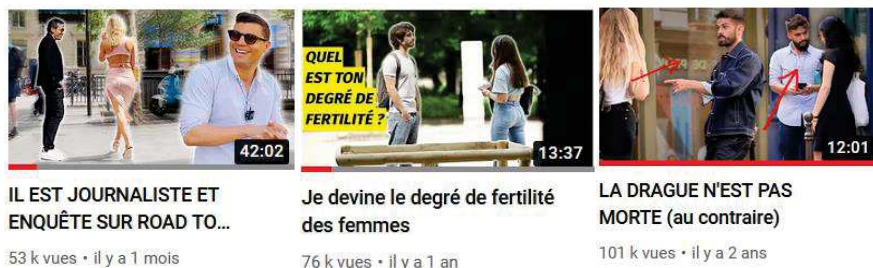 42:02
IL EST JOURNALISTE ET
ENQUÊTE SUR ROAD TO...
53 k vues • il y a 1 mois
QUEL
EST TON
DEGRÉ DE
FERTILITÉ ?
13:37
Je devine le degré de fertilité
des femmes
76 k vues • il y a 1 an
12:01
LA DRAGUE N'EST PAS
MORTE (au contraire)
101 k vues • il y a 2 ans